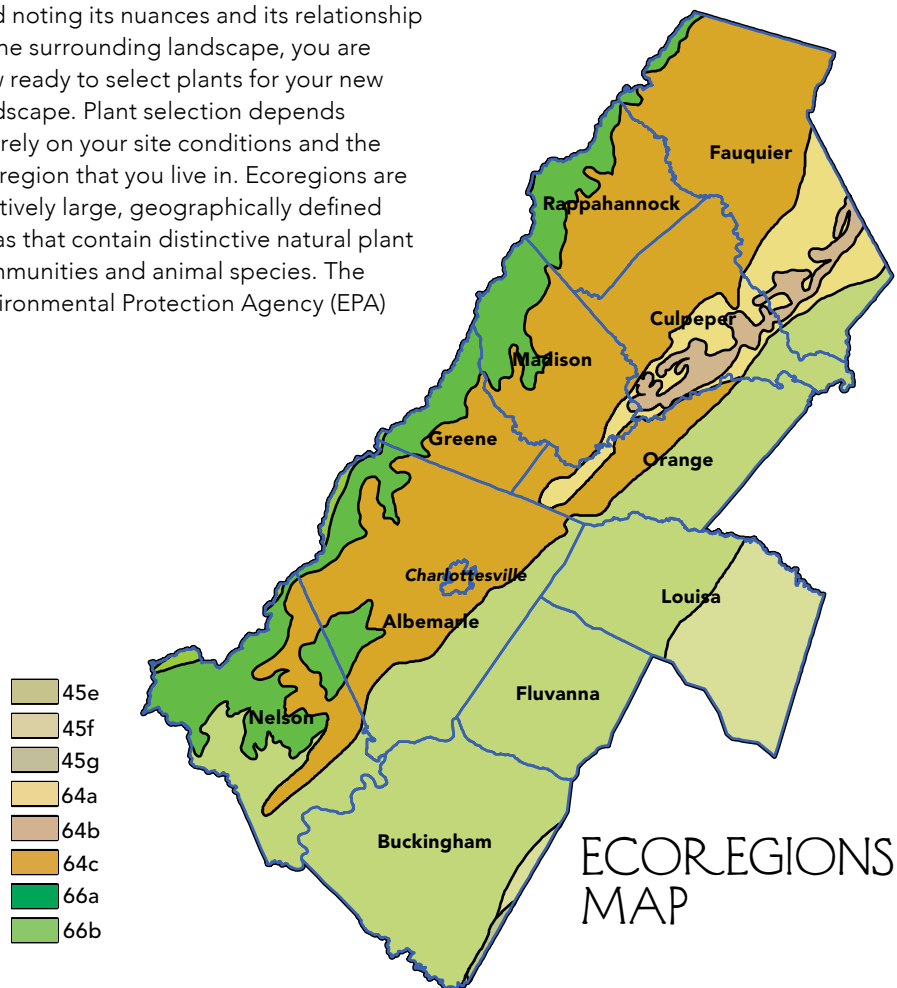 d noting its nuances and its relationship
ne surrounding landscape, you are
ready to select plants for your new
dscape. Plant selection depends
rely on your site conditions and the
region that you live in. Ecoregions are
tively large, geographically defined
as that contain distinctive natural plant
mmunities and animal species. The
vironmental Protection Agency (EPA)
Fauquier
Rappahannock
Culpeper
Madison
Greene
Orange
Charlottesville
Louisa
Albemarle
Fluvanna
Nelson
Buckingham
45e
45f
45g
64a
64b
64c
66a
66b
ECOREGIONS
MAP